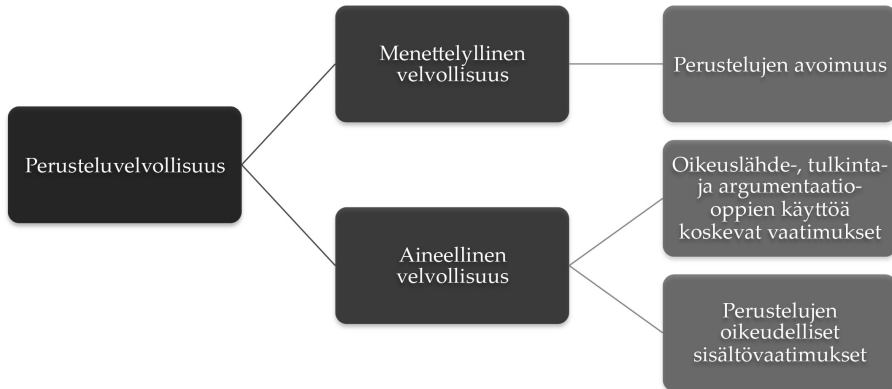 Perusteluvelvollisuus
Menettelyllinen
velvollisuus
Perustelujen avoimuus
Aineellinen
velvollisuus
Oikeuslähde-, tulkinta-
ja argumentaatio-
oppien käyttöä
koskevat vaatimukset
Perustelujen
oikeudelliset
sisältövaatimukset